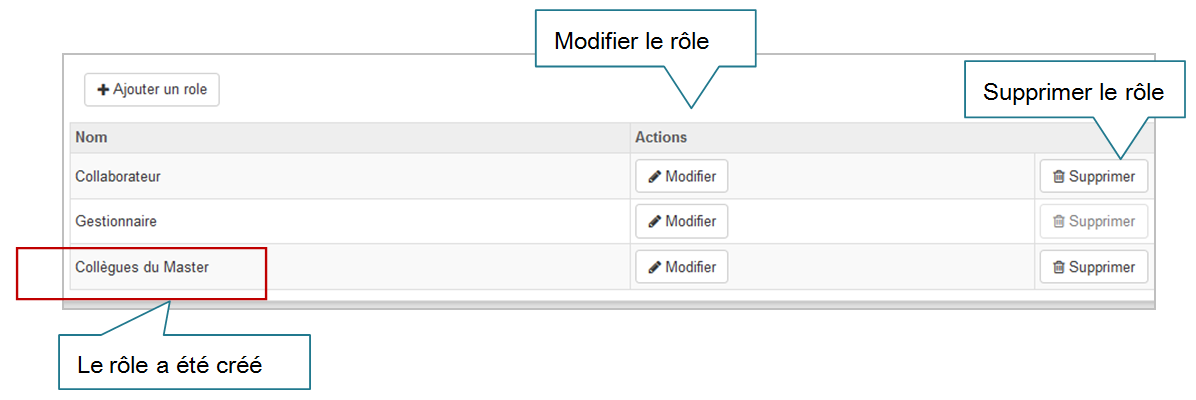 Modifier le rôle
Supprimer le rôle
Ajouter un role
Nom Actions
Collaborateur Modifier Supprimer
Gestionnaire Modifier Supprimer
Collègues du Master Modifier Supprimer
Le rôle a été créé